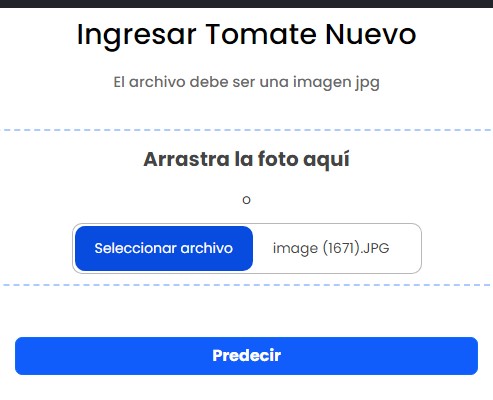 Ingresar Tomate Nuevo
El archivo debe ser una imagen jpg
Arrastra la foto aquí
o
Seleccionar archivo image (1671).JPG
Predecir